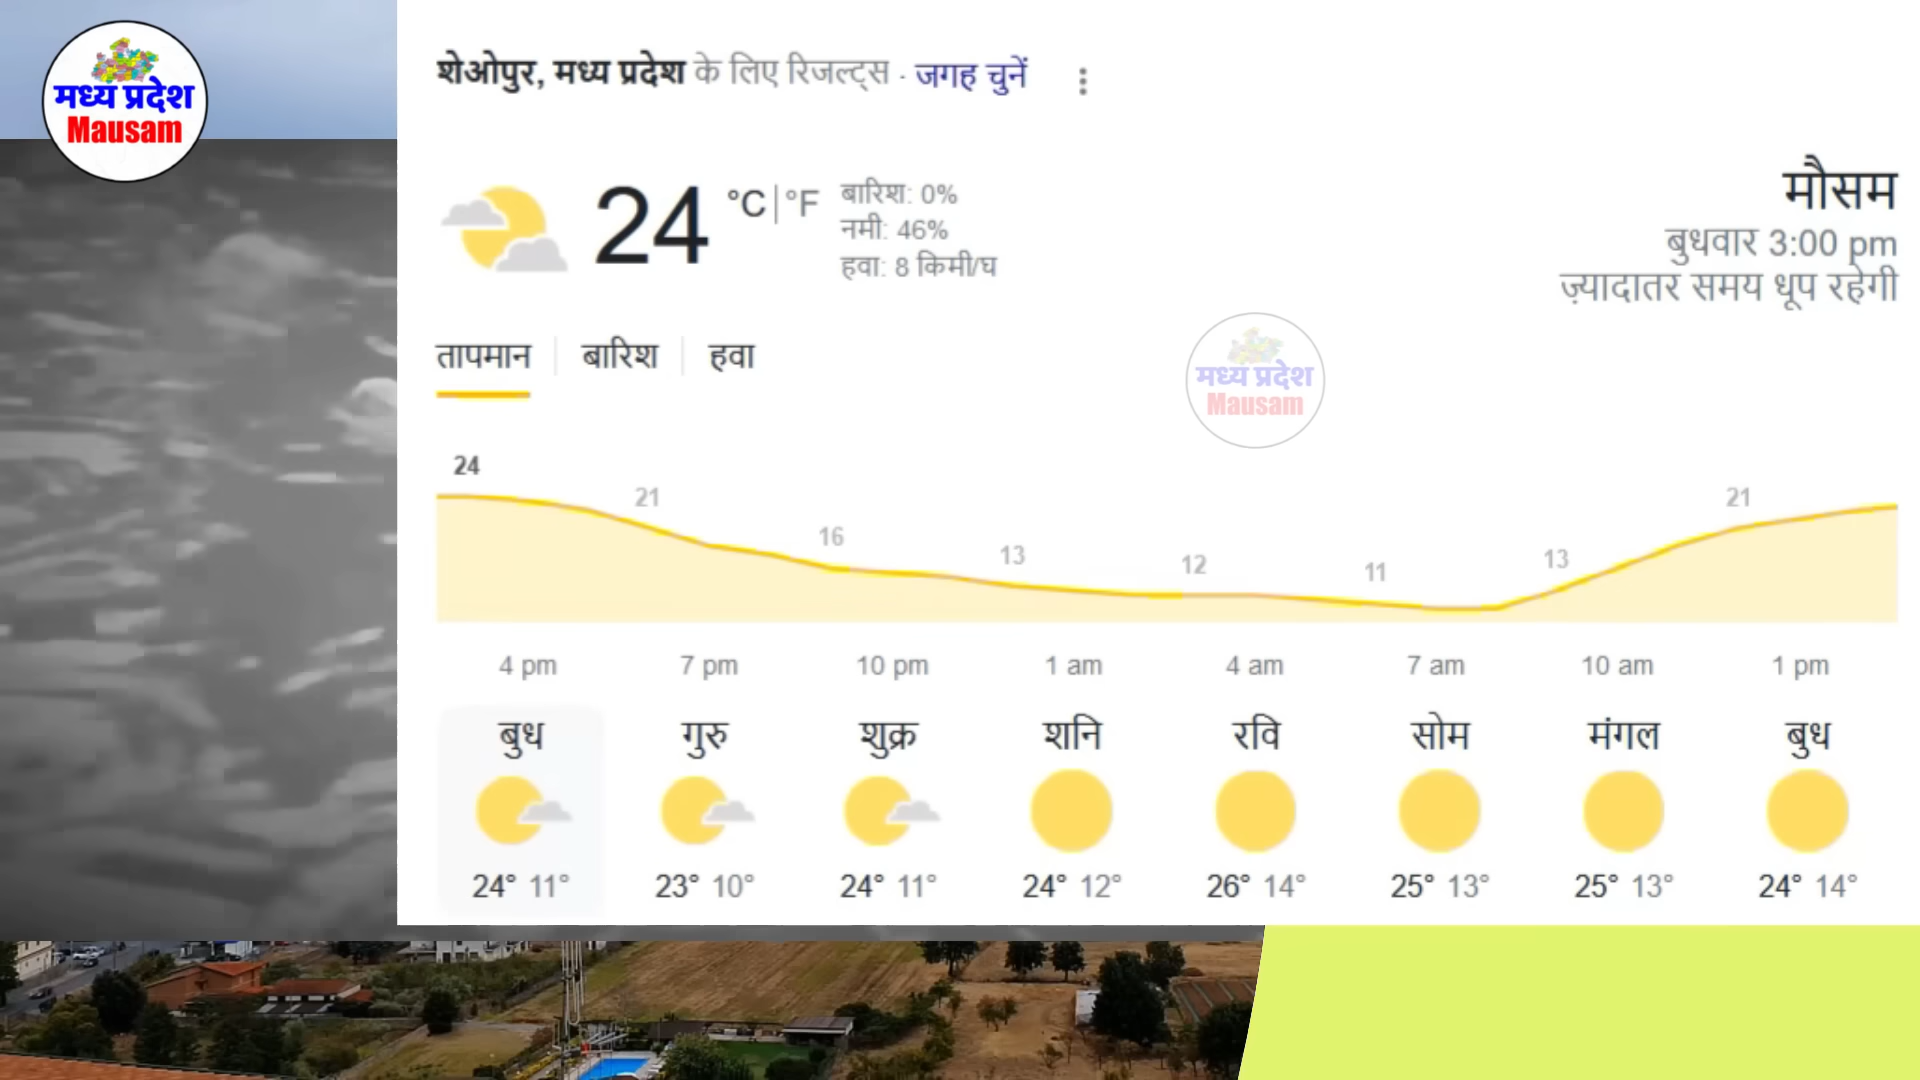 मध्य प्रदेश
Mausam
शेओपुर, मध्य प्रदेश के लिए रिजल्ट्स · जगह चुनें
24 °C | °F
बारिश: 0%
नमी: 46%
हवा: 8 किमी/घ
मौसम
बुधवार 3:00 pm
ज़्यादातर समय धूप रहेगी
तापमान | बारिश | हवा
मध्य प्रदेश
Mausam
24 21 16 13 12 11 13 21
4 pm 7 pm 10 pm 1 am 4 am 7 am 10 am 1 pm
बुध गुरु शुक्र शनि रवि सोम मंगल बुध
24° 11° 23° 10° 24° 11° 24° 12° 26° 14° 25° 13° 25° 13° 24° 14°